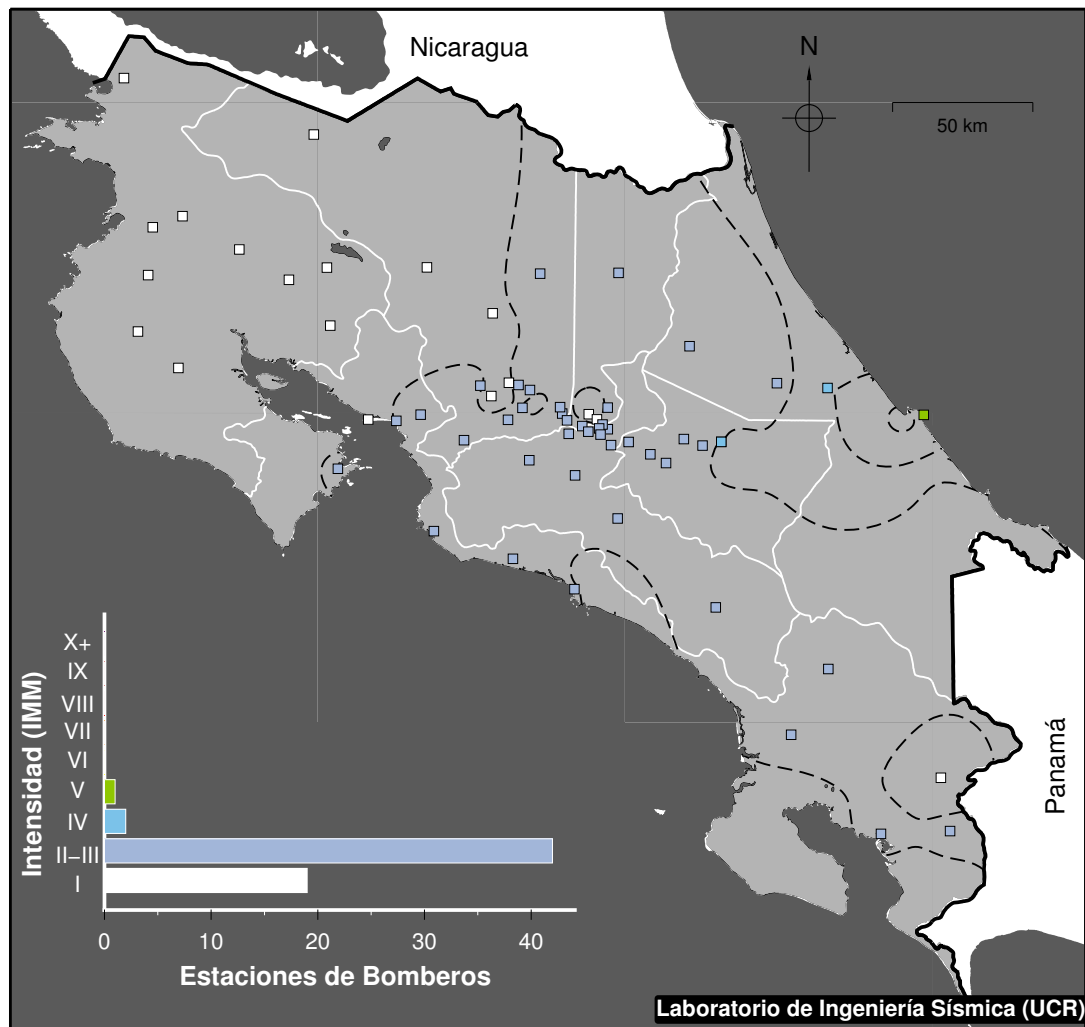 Nicaragua
N
50 km
Panamá
Intensidad (IMM)
X+
IX
VIII
VII
VI
V
IV
II–III
I
0 10 20 30 40
Estaciones de Bomberos
Laboratorio de Ingeniería Sísmica (UCR)